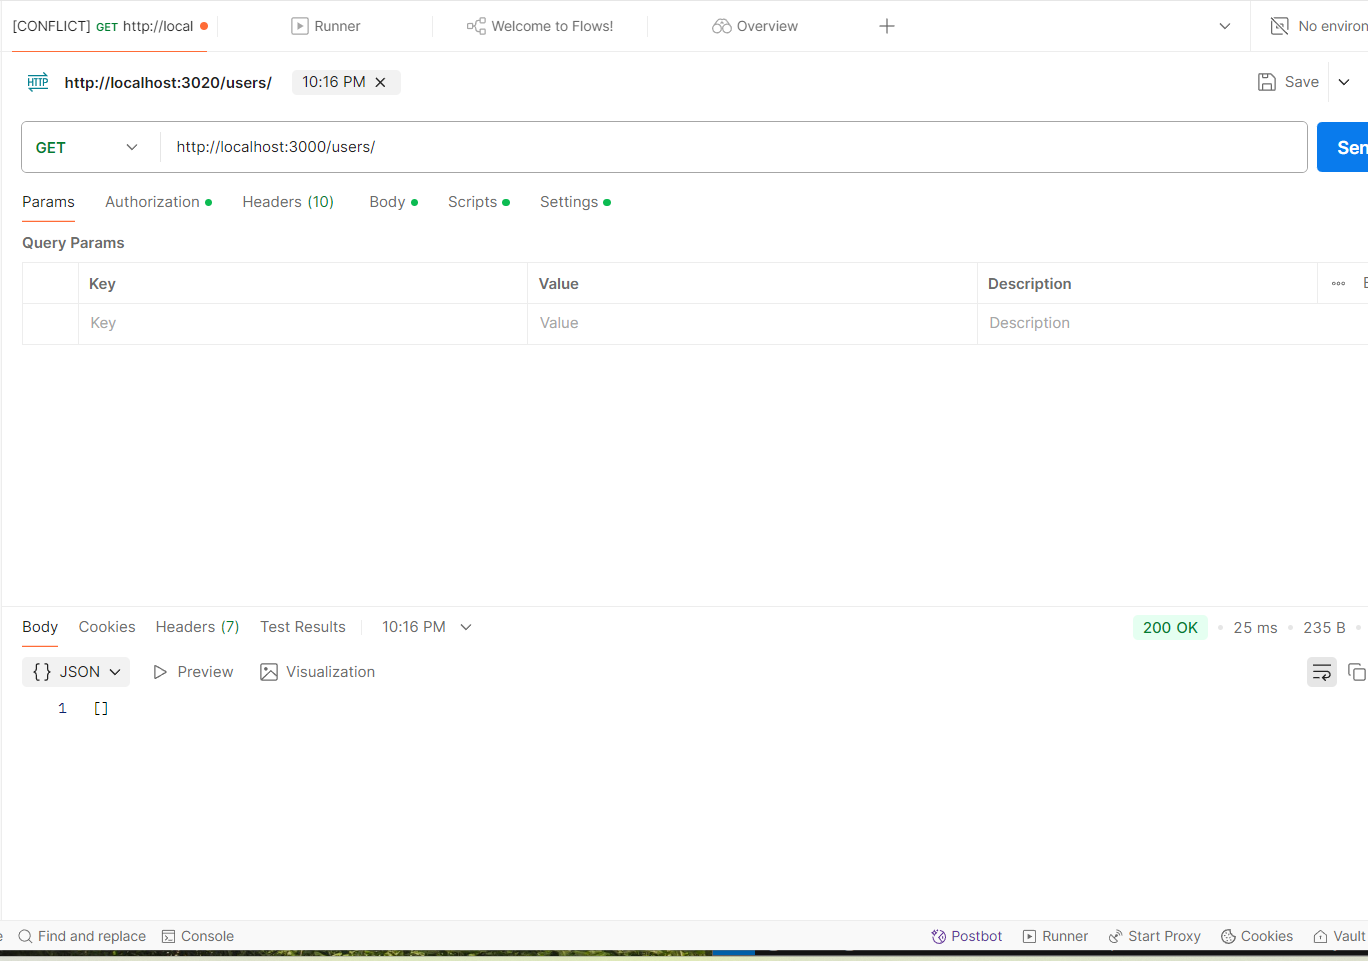 [CONFLICT] GET http://local Runner Welcome to Flows! Overview No environ
HTTP http://localhost:3020/users/ 10:16 PM Save
GET http://localhost:3000/users/ Sen
Params Authorization Headers (10) Body Scripts Settings
Query Params
Key Value Description
Key Value Description
Body Cookies Headers (7) Test Results 10:16 PM 200 OK 25 ms 235 B
{} JSON Preview Visualization
1 []
Find and replace Console Postbot Runner Start Proxy Cookies Vault